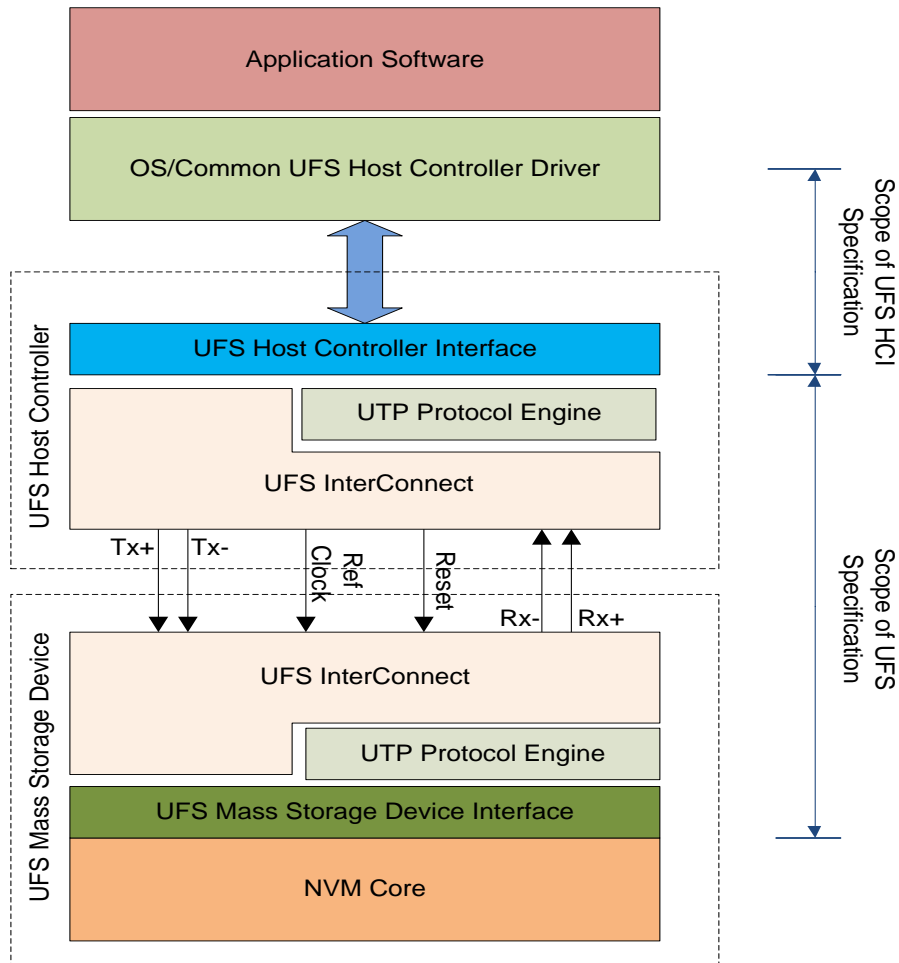 Application Software
OS/Common UFS Host Controller Driver
Scope of UFS HCI
Specification
UFS Host Controller
UFS Host Controller Interface
UTP Protocol Engine
UFS InterConnect
Tx+
Tx-
Ref
Clock
Reset
Rx-
Rx+
Scope of UFS
Specification
UFS Mass Storage Device
UFS InterConnect
UTP Protocol Engine
UFS Mass Storage Device Interface
NVM Core